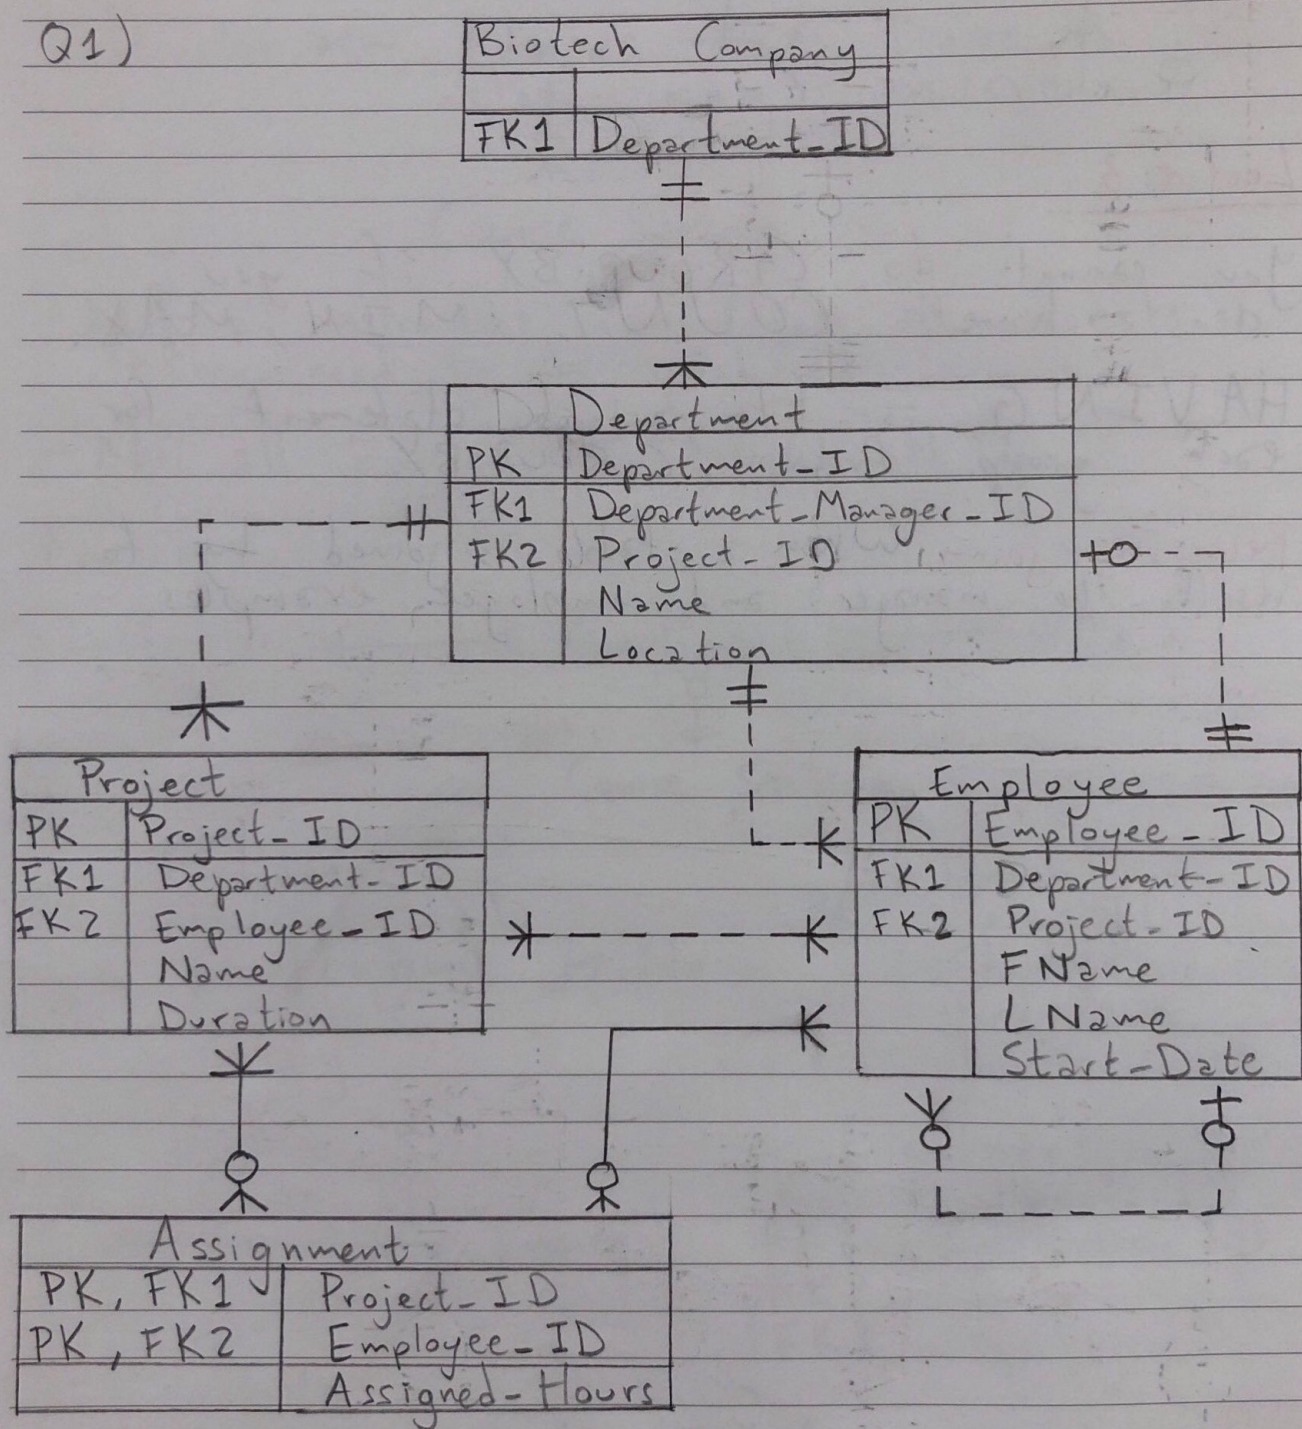 Q1)
Biotech Company
FK1 Department_ID
Department
PK Department_ID
FK1 Department_Manager_ID
FK2 Project_ID
Name
Location
Project
PK Project_ID
FK1 Department_ID
FK2 Employee_ID
Name
Duration
Employee
PK Employee_ID
FK1 Department_ID
FK2 Project_ID
FName
LName
Start_Date
Assignment
PK, FK1 Project_ID
PK, FK2 Employee_ID
Assigned_Hours